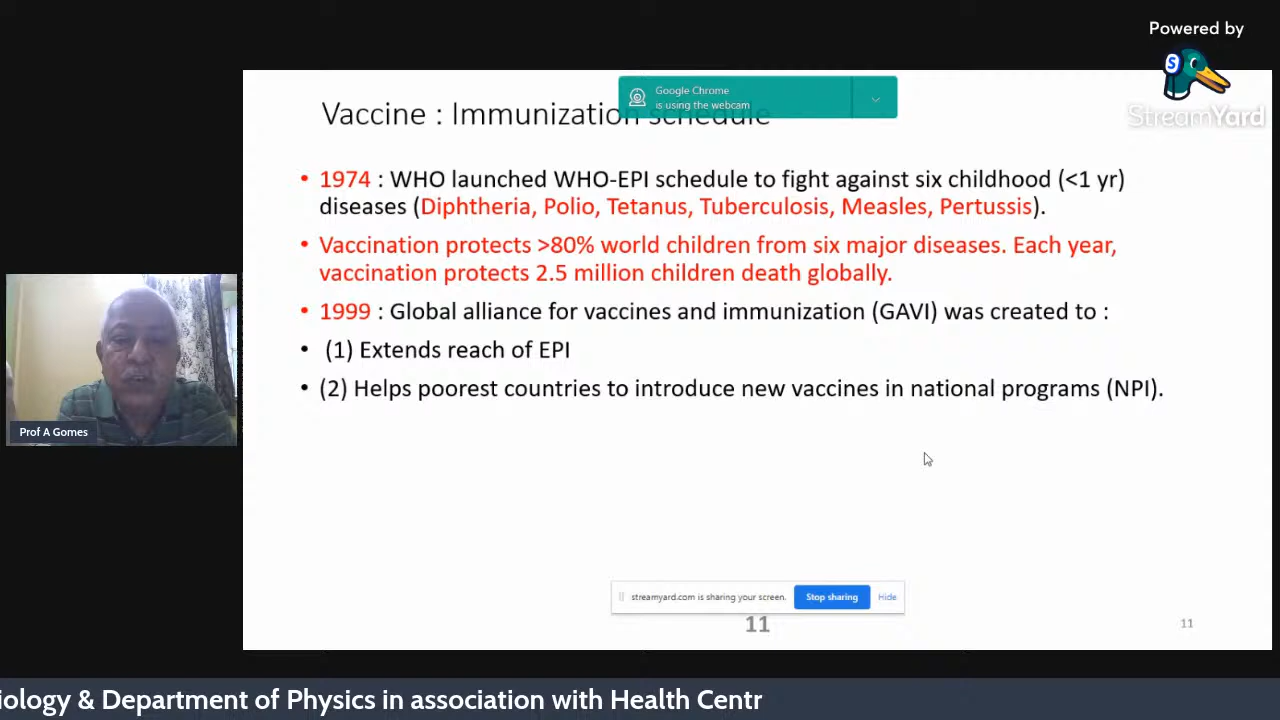 Powered by
StreamYard
Google Chrome
is using the webcam
Vaccine : Immunization schedule
• 1974 : WHO launched WHO-EPI schedule to fight against six childhood (<1 yr)
diseases (Diphtheria, Polio, Tetanus, Tuberculosis, Measles, Pertussis).
• Vaccination protects >80% world children from six major diseases. Each year,
vaccination protects 2.5 million children death globally.
• 1999 : Global alliance for vaccines and immunization (GAVI) was created to :
• (1) Extends reach of EPI
• (2) Helps poorest countries to introduce new vaccines in national programs (NPI).
Prof A Gomes
streamyard.com is sharing your screen.
Stop sharing
Hide
11
11
iology & Department of Physics in association with Health Centr